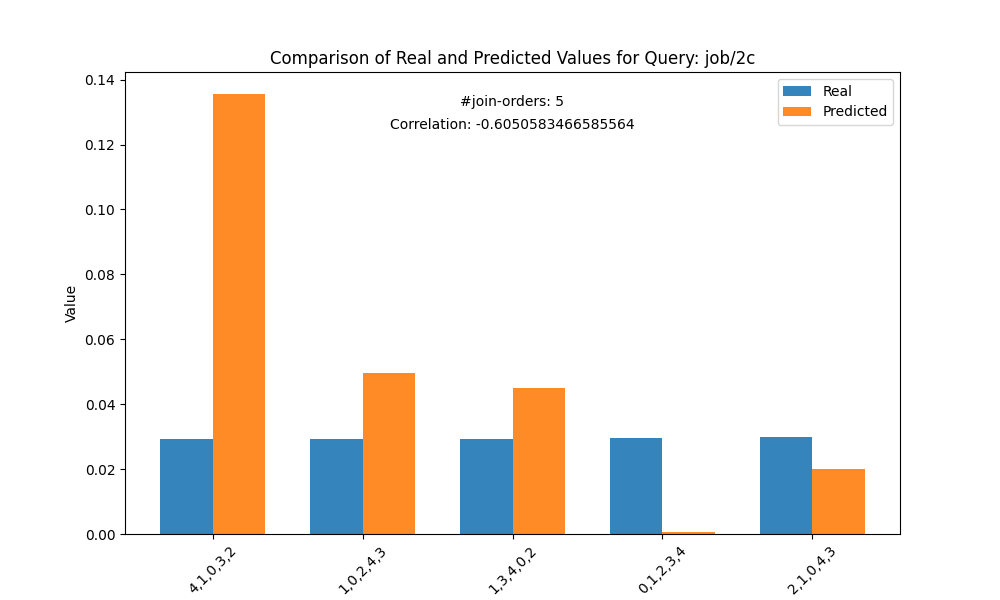 Comparison of Real and Predicted Values for Query: job/2c
#join-orders: 5
Correlation: -0.6050583466585564
Real
Predicted
Value
0.14
0.12
0.10
0.08
0.06
0.04
0.02
0.00
4,1,0,3,2
1,0,2,4,3
1,3,4,0,2
0,1,2,3,4
2,1,0,4,3